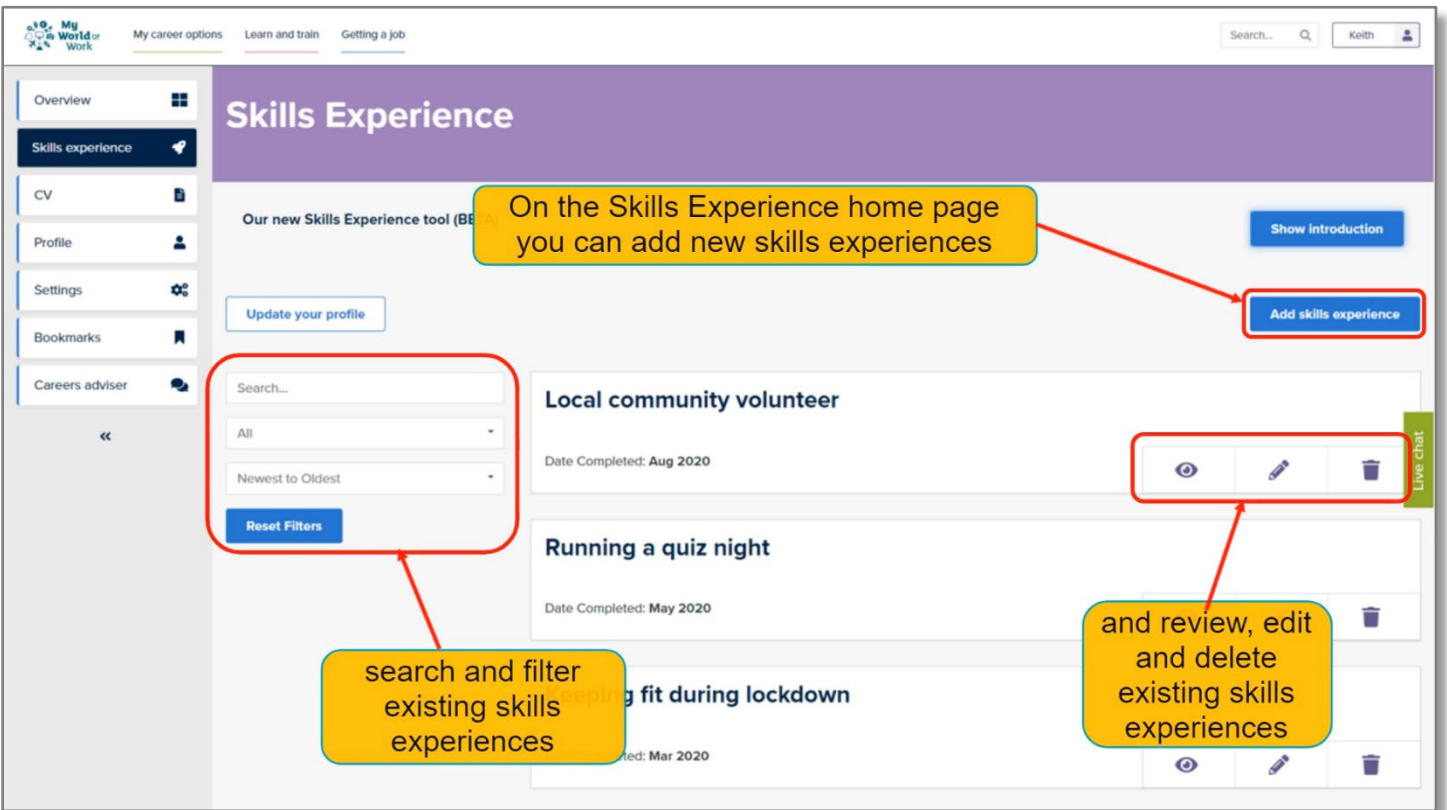 My
World of
Work
My career options
Learn and train
Getting a job
Search...
Keith
Overview
Skills experience
CV
Profile
Settings
Bookmarks
Careers adviser
«
Skills Experience
Our new Skills Experience tool (BETA)
On the Skills Experience home page
you can add new skills experiences
Show introduction
Update your profile
Add skills experience
Search...
All
Newest to Oldest
Reset Filters
Local community volunteer
Date Completed: Aug 2020
Live chat
Running a quiz night
Date Completed: May 2020
and review, edit
and delete
existing skills
experiences
search and filter
existing skills
experiences
Keeping fit during lockdown
Mar 2020